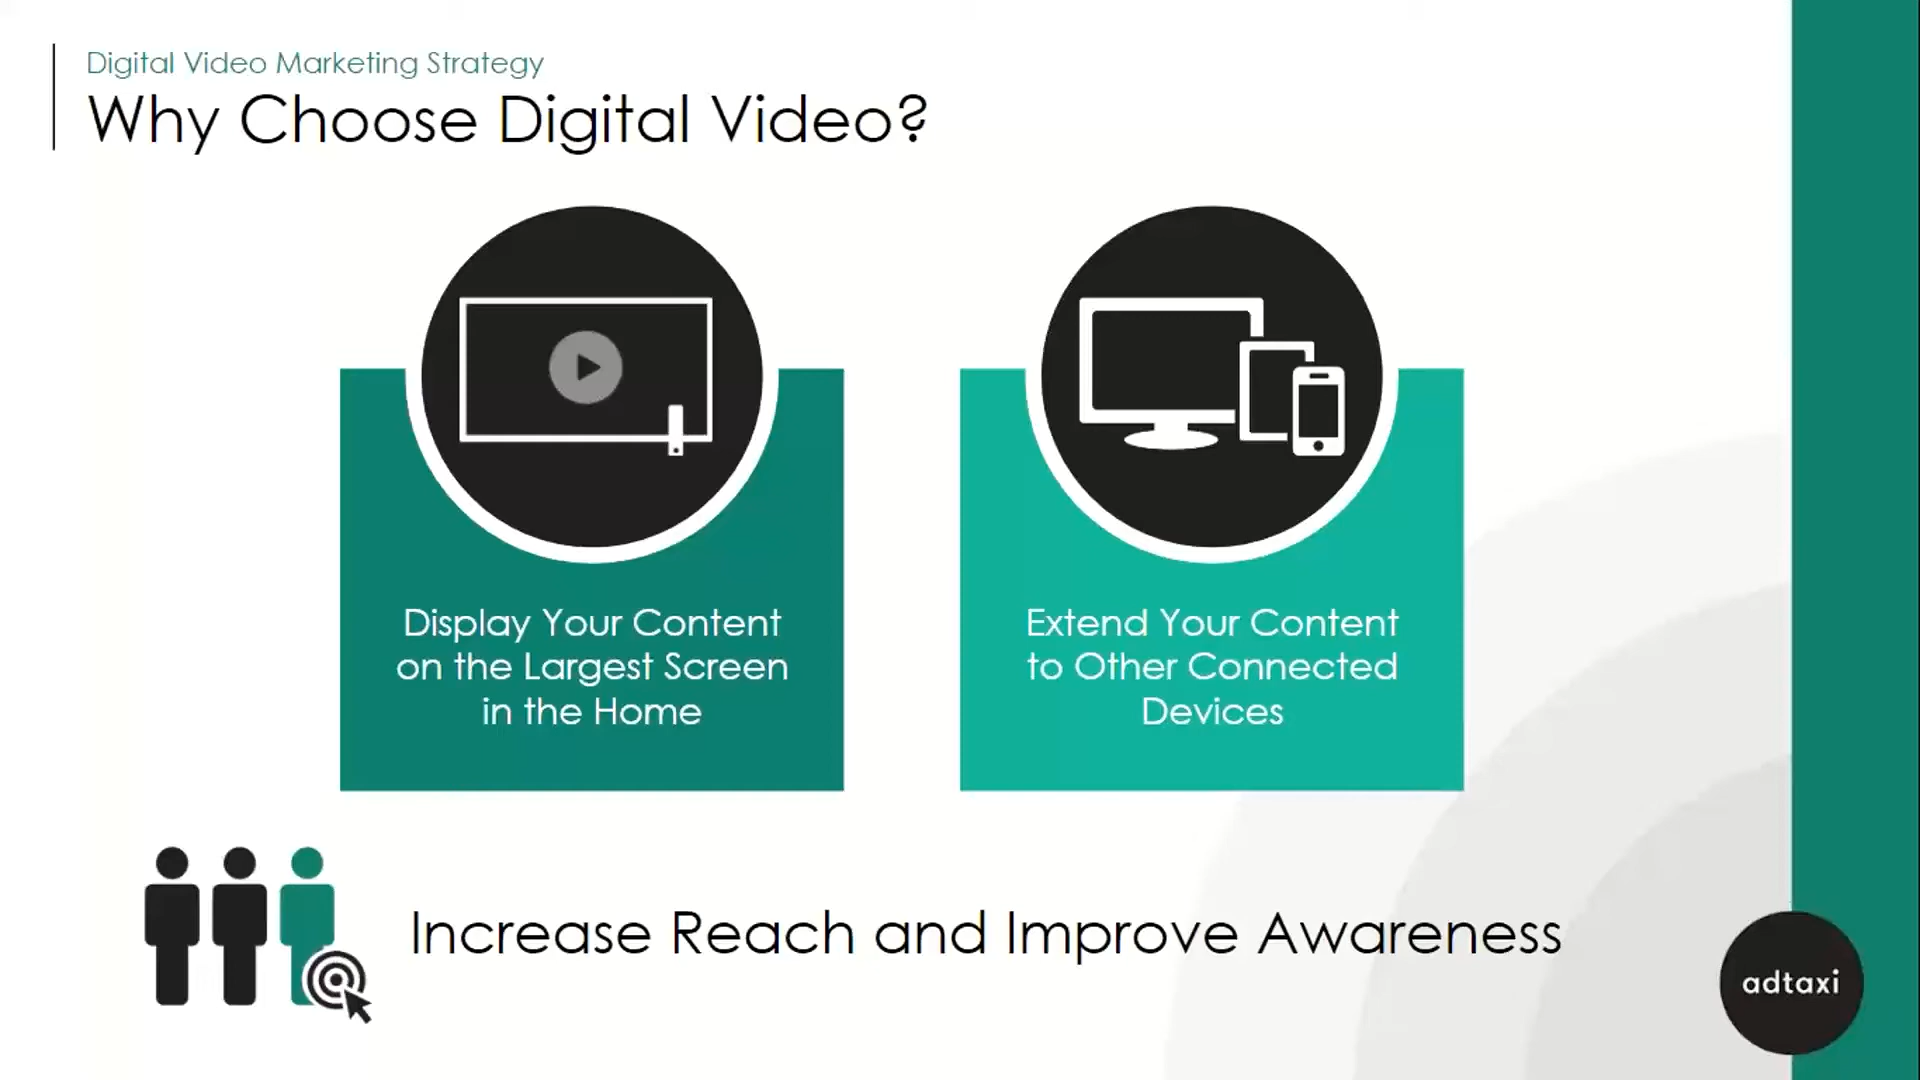 Digital Video Marketing Strategy
Why Choose Digital Video?
Display Your Content
on the Largest Screen
in the Home
Extend Your Content
to Other Connected
Devices
Increase Reach and Improve Awareness
adtaxi